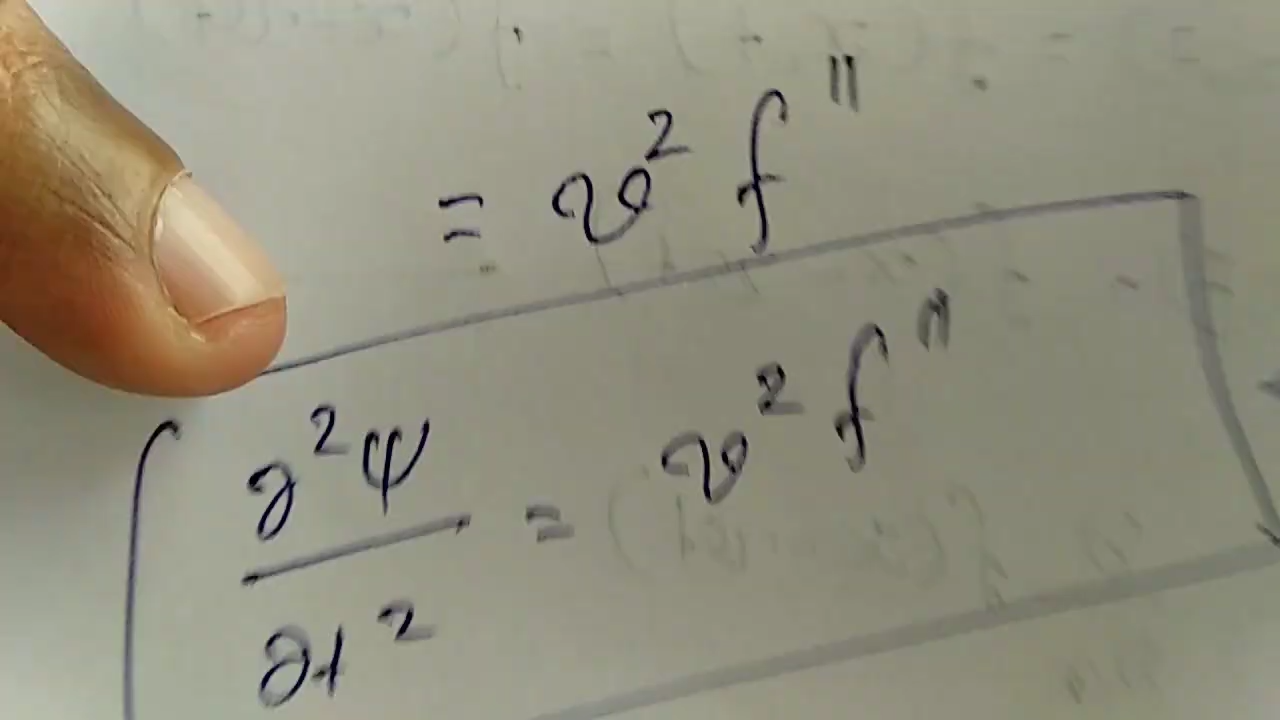 = v² f"
∂²ψ/∂t² = v² f"